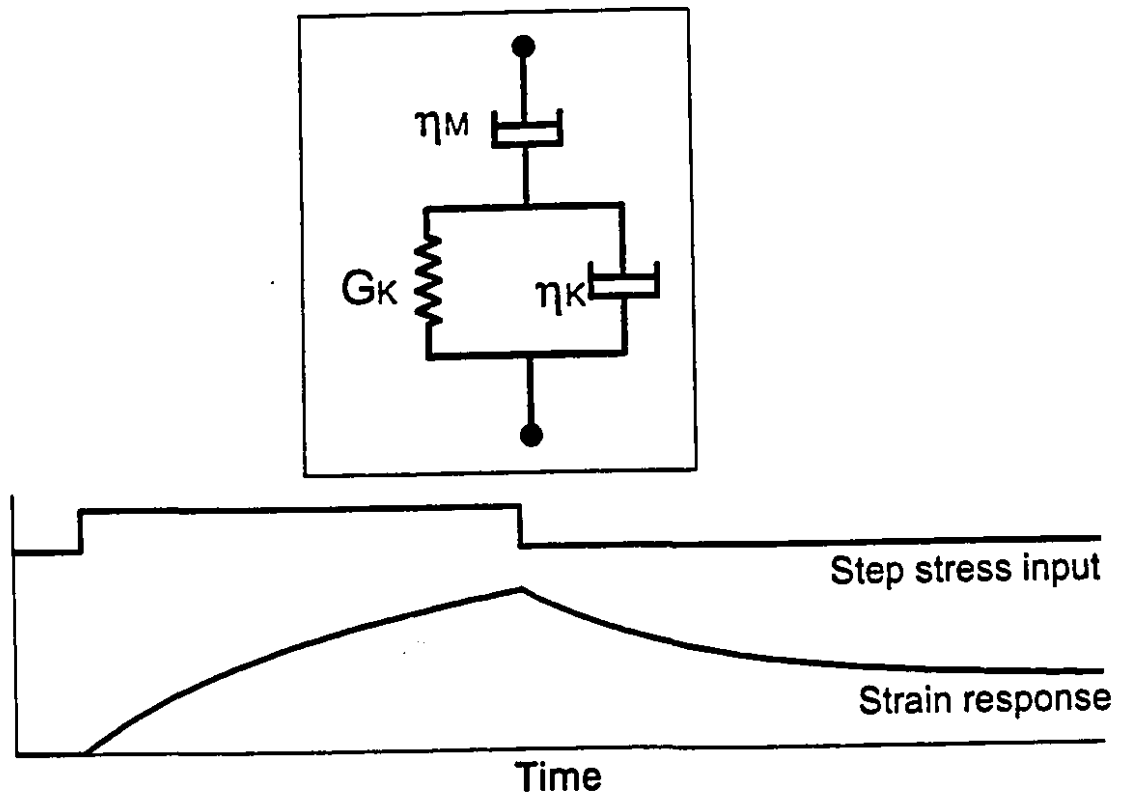 ηM
GK
ηK
Step stress input
Strain response
Time